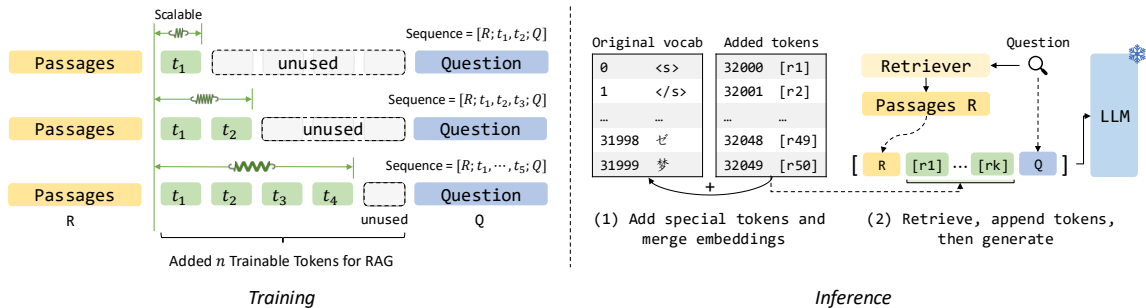 Scalable
Sequence = [R; t₁, t₂; Q]
Passages t₁ unused Question
Sequence = [R; t₁, t₂, t₃; Q]
Passages t₁ t₂ unused Question
Sequence = [R; t₁, ⋯, t₅; Q]
Passages t₁ t₂ t₃ t₄ Question
R unused Q
Added n Trainable Tokens for RAG
Training
Original vocab Added tokens
0 <s> 32000 [r1]
1 </s> 32001 [r2]
… … … …
31998 ゼ 32048 [r49]
31999 梦 32049 [r50]
+
(1) Add special tokens and
merge embeddings
Question
Retriever
Passages R
LLM
[ R [r1] … [rk] Q ]
(2) Retrieve, append tokens,
then generate
Inference